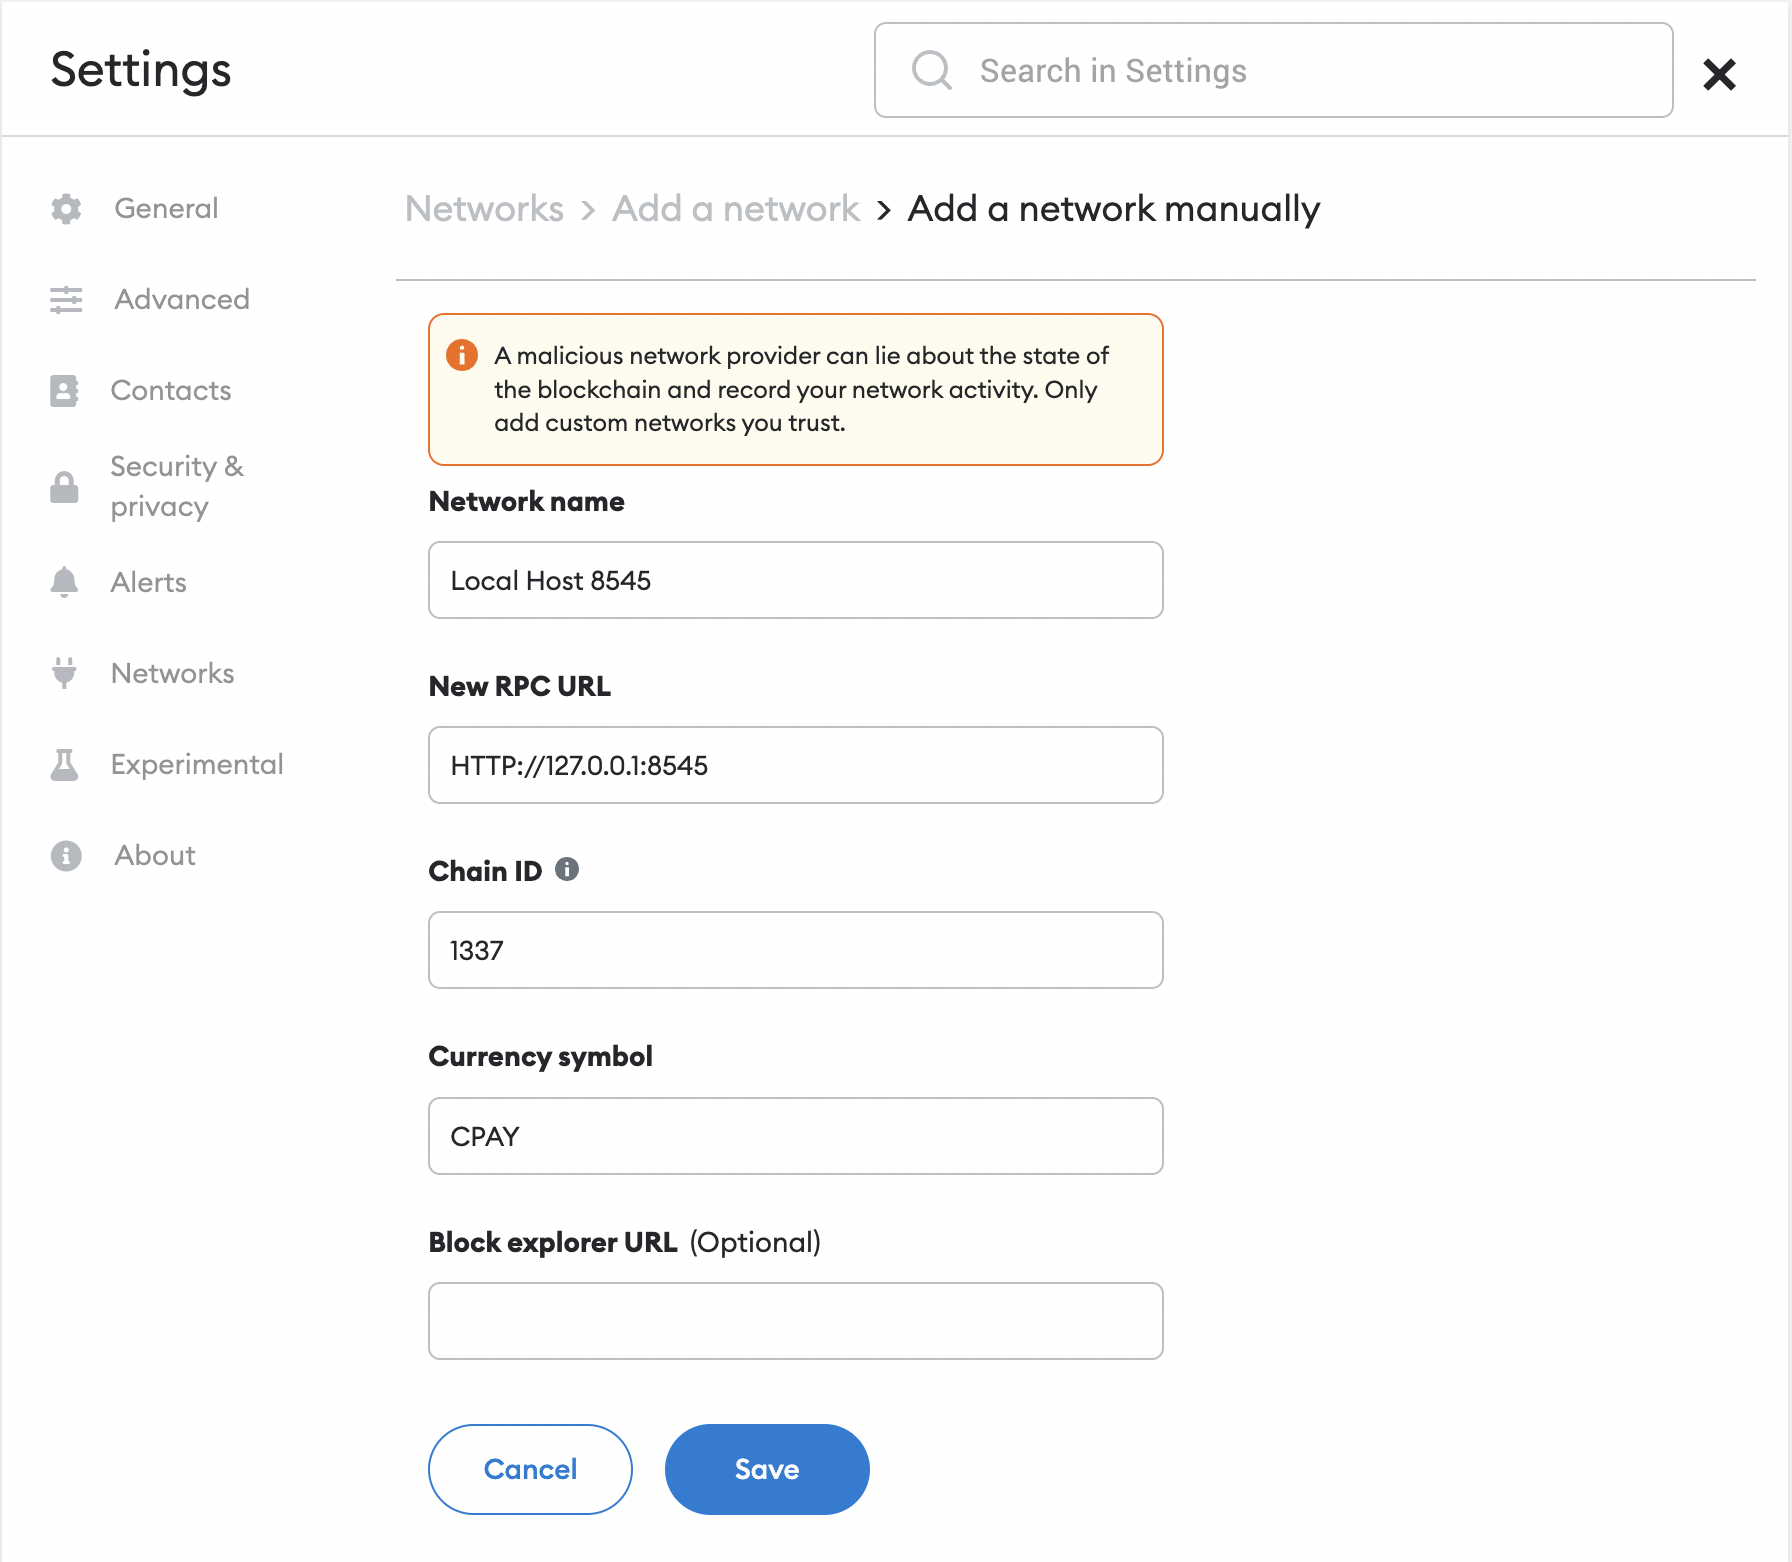 Settings
Search in Settings
General
Advanced
Contacts
Security &
privacy
Alerts
Networks
Experimental
About
Networks > Add a network > Add a network manually
A malicious network provider can lie about the state of
the blockchain and record your network activity. Only
add custom networks you trust.
Network name
Local Host 8545
New RPC URL
HTTP://127.0.0.1:8545
Chain ID
1337
Currency symbol
CPAY
Block explorer URL (Optional)
Cancel
Save